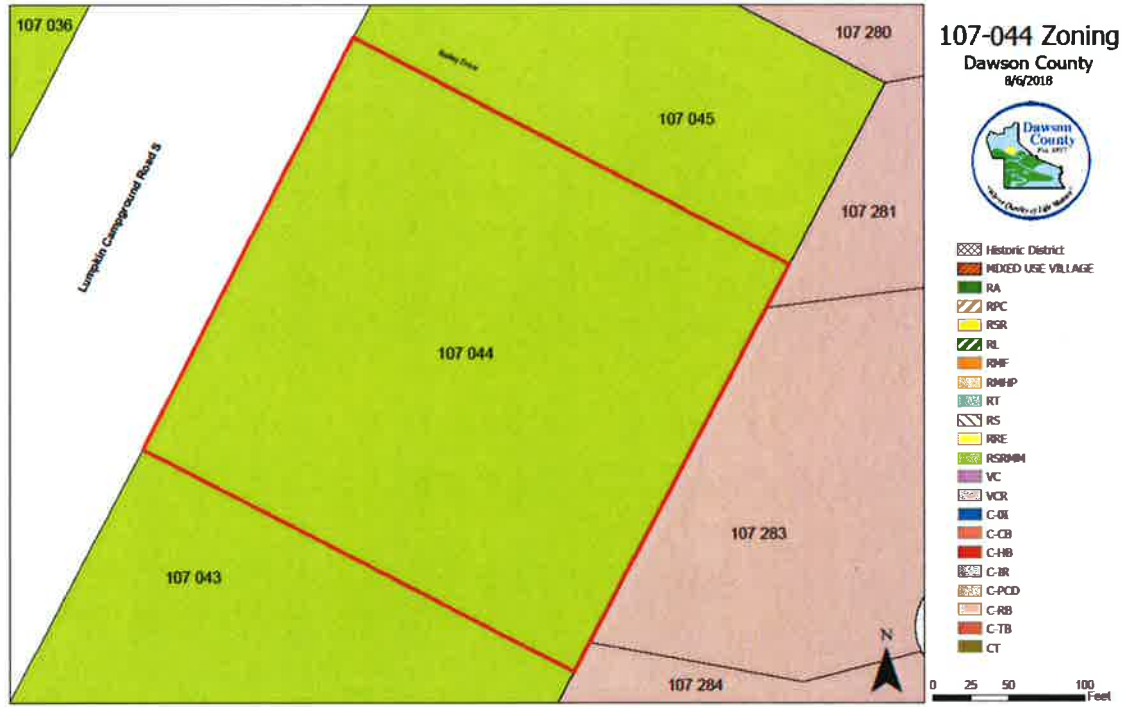 107 036
107 280
107-044 Zoning
Dawson County
8/6/2018
107 045
Dawson
County
107 281
Lumpkin Campground Road S
107 044
107 283
107 043
107 284
N
Historic District
MIXED USE VILLAGE
RA
RPC
RSR
RL
RMF
RMHP
RT
RS
RRE
RSRMM
VC
VCR
C-CB
C-HB
C-IR
C-PCD
C-RB
C-TB
CT
0 25 50 100
Feet